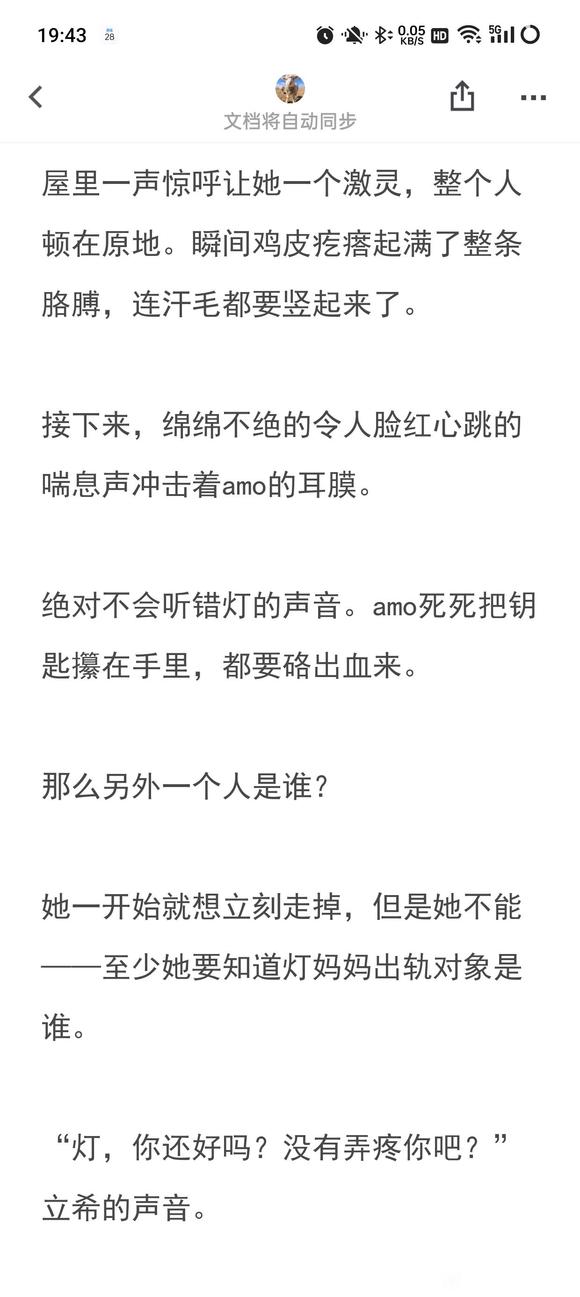 19:43
28
0.05
KB/S
HD
5G
文档将自动同步
屋里一声惊呼让她一个激灵，整个人
顿在原地。瞬间鸡皮疙瘩起满了整条
胳膊，连汗毛都要竖起来了。
接下来，绵绵不绝的令人脸红心跳的
喘息声冲击着amo的耳膜。
绝对不会听错灯的声音。amo死死把钥
匙攥在手里，都要硌出血来。
那么另外一个人是谁？
她一开始就想立刻走掉，但是她不能
——至少她要知道灯妈妈出轨对象是
谁。
“灯，你还好吗？没有弄疼你吧？”
立希的声音。